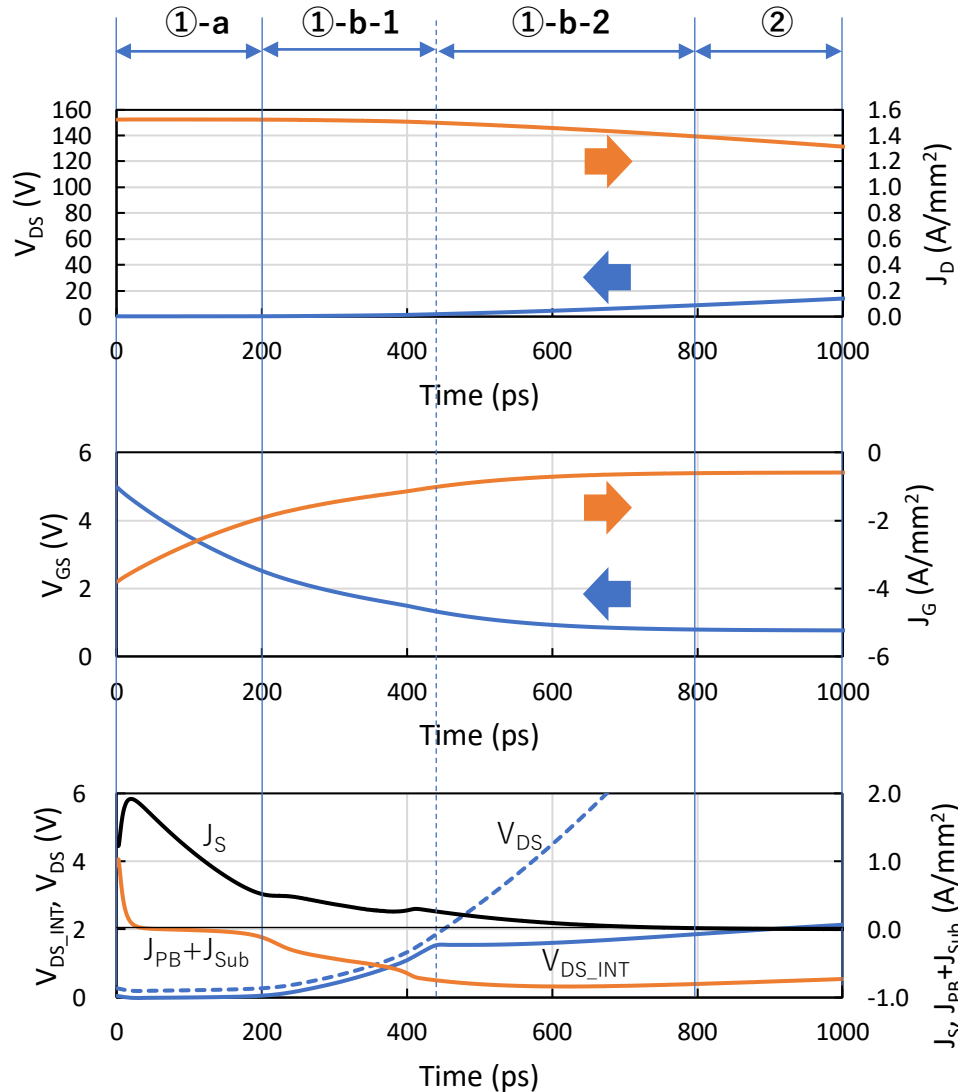 ①-a ①-b-1 ①-b-2 ②
160 1.6
140 1.4
120 1.2
100 1.0
80 0.8
60 0.6
40 0.4
20 0.2
0 0.0
V_DS (V)
J_D (A/mm²)
0 200 400 600 800 1000
Time (ps)
6 0
4 -2
2 -4
0 -6
V_GS (V)
J_G (A/mm²)
0 200 400 600 800 1000
Time (ps)
6 2.0
4 1.0
2 0.0
0 -1.0
V_DS_INT, V_DS (V)
J_S, J_PB+J_Sub (A/mm²)
J_S
V_DS
J_PB+J_Sub
V_DS_INT
0 200 400 600 800 1000
Time (ps)